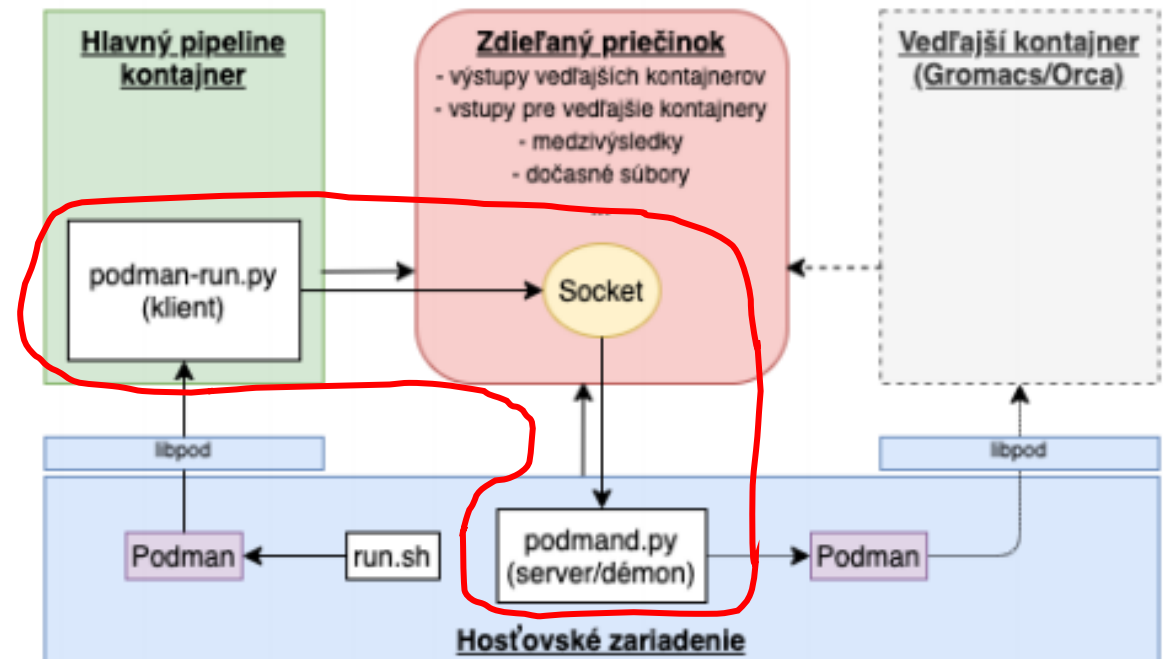 Hlavný pipeline
kontajner
Zdieľaný priečinok
- výstupy vedľajších kontajnerov
- vstupy pre vedľajšie kontajnery
- medzivýsledky
- dočasné súbory
...
Vedľajší kontajner
(Gromacs/Orca)
podman-run.py
(klient)
Socket
libpod
libpod
Podman
run.sh
podmand.py
(server/démon)
Podman
Hosťovské zariadenie